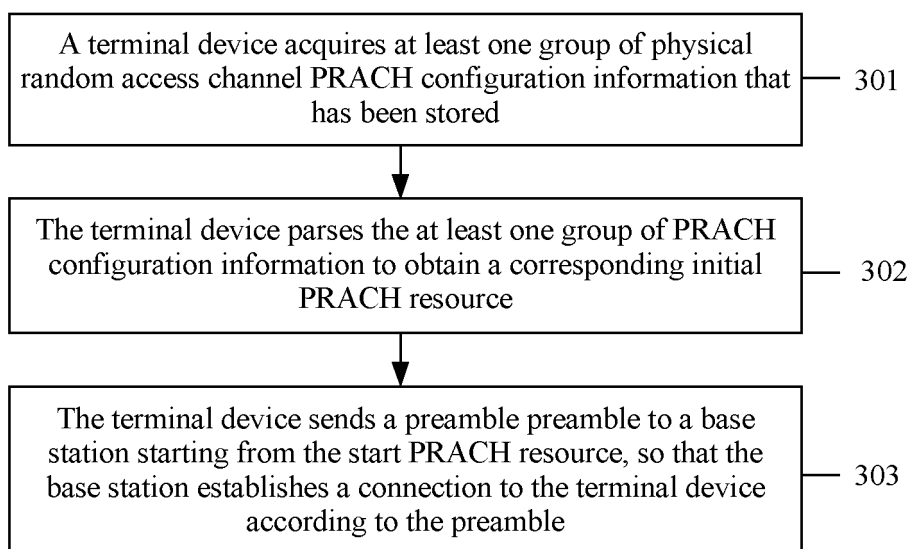 A terminal device acquires at least one group of physical
random access channel PRACH configuration information that
has been stored
301
The terminal device parses the at least one group of PRACH
configuration information to obtain a corresponding initial
PRACH resource
302
The terminal device sends a preamble preamble to a base
station starting from the start PRACH resource, so that the
base station establishes a connection to the terminal device
according to the preamble
303